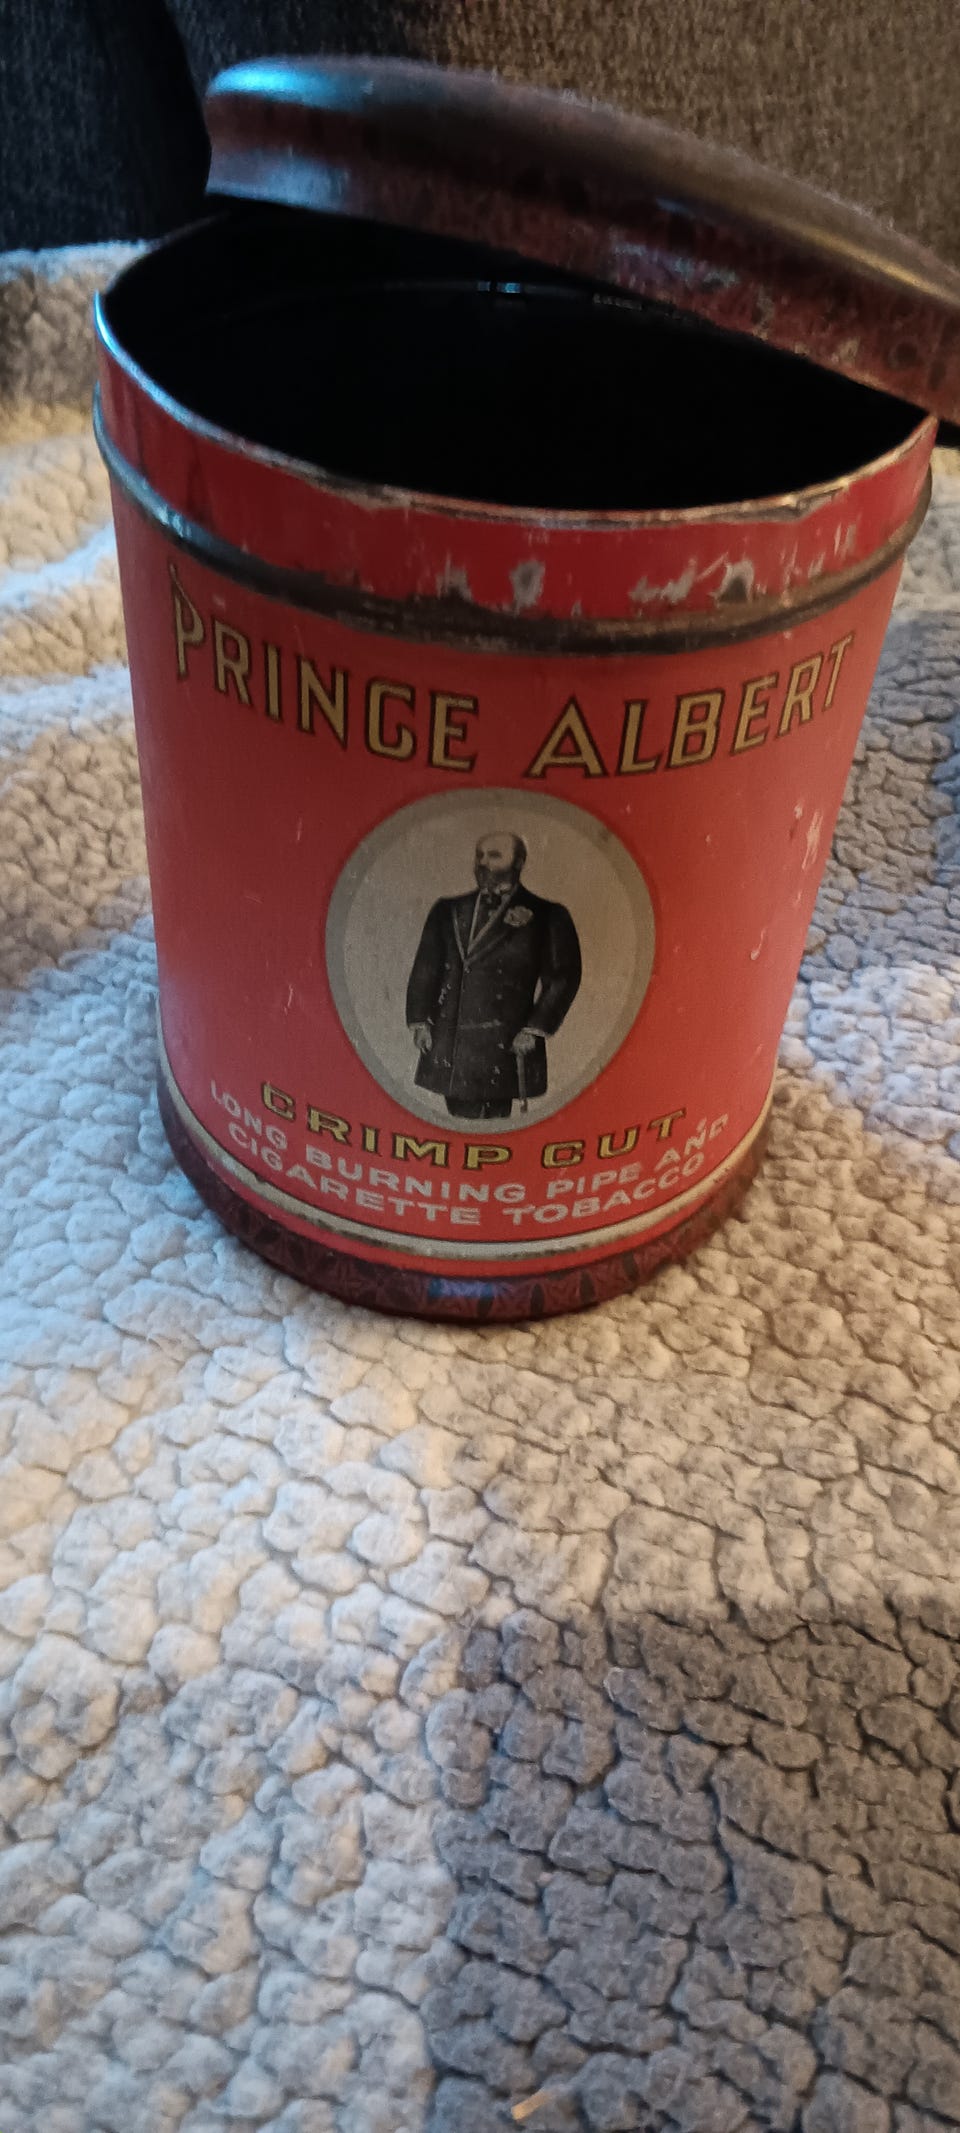 PRINCE ALBERT
CRIMP CUT
LONG BURNING PIPE AND
CIGARETTE TOBACCO